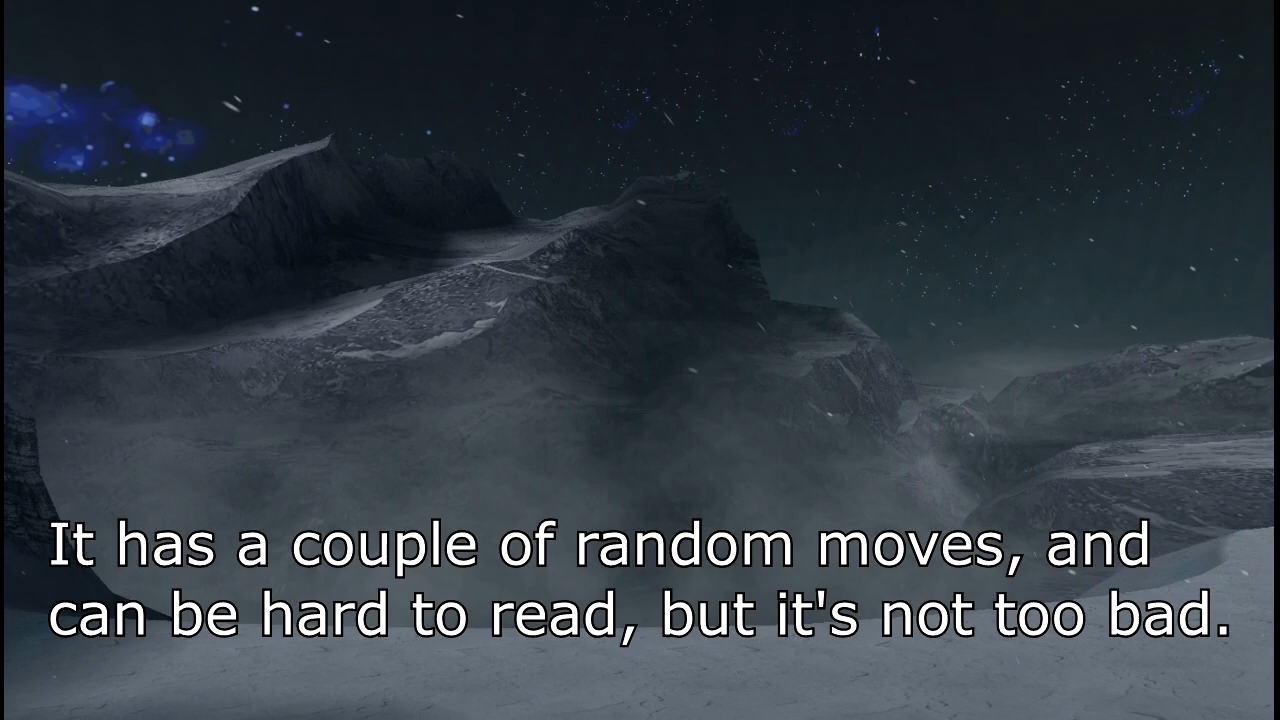 It has a couple of random moves, and
can be hard to read, but it's not too bad.